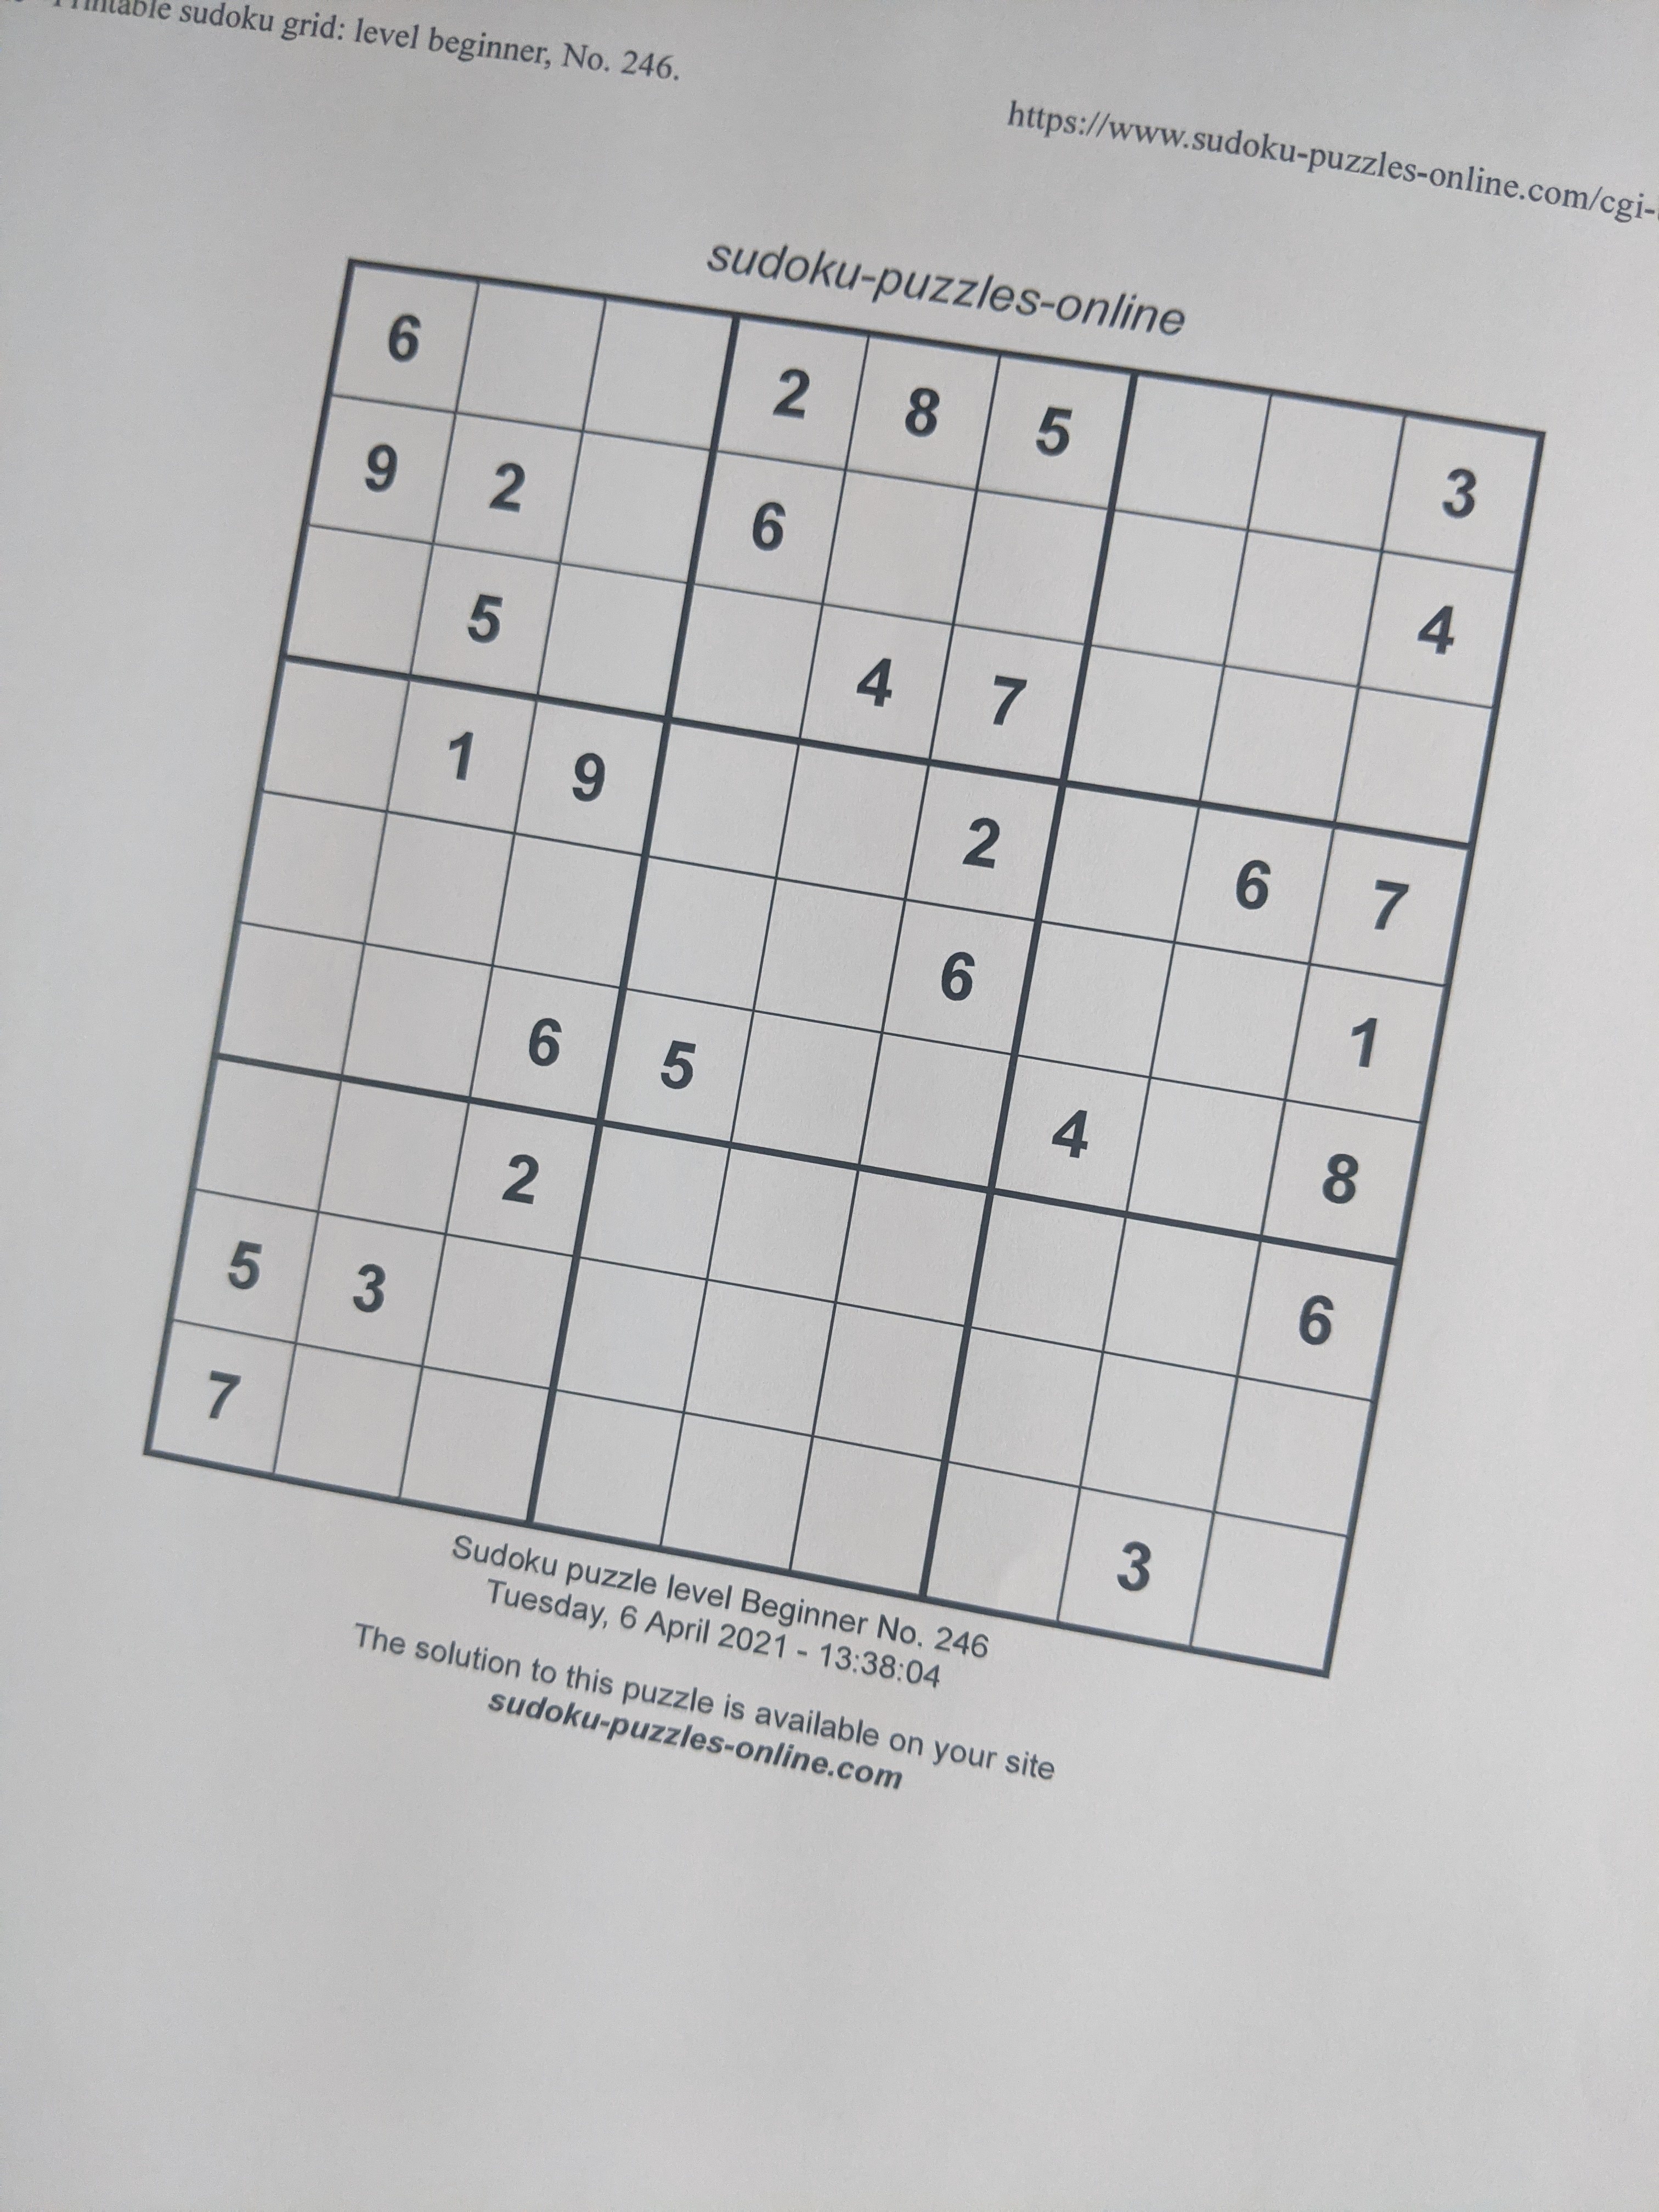 Printable sudoku grid: level beginner, No. 246.
https://www.sudoku-puzzles-online.com/cgi-
sudoku-puzzles-online
6 2 8 5 3
9 2 6 4
5 4 7
1 9 2 6 7
6 1
6 5 4 8
2 6
5 3
7 3
Sudoku puzzle level Beginner No. 246
Tuesday, 6 April 2021 - 13:38:04
The solution to this puzzle is available on your site
sudoku-puzzles-online.com